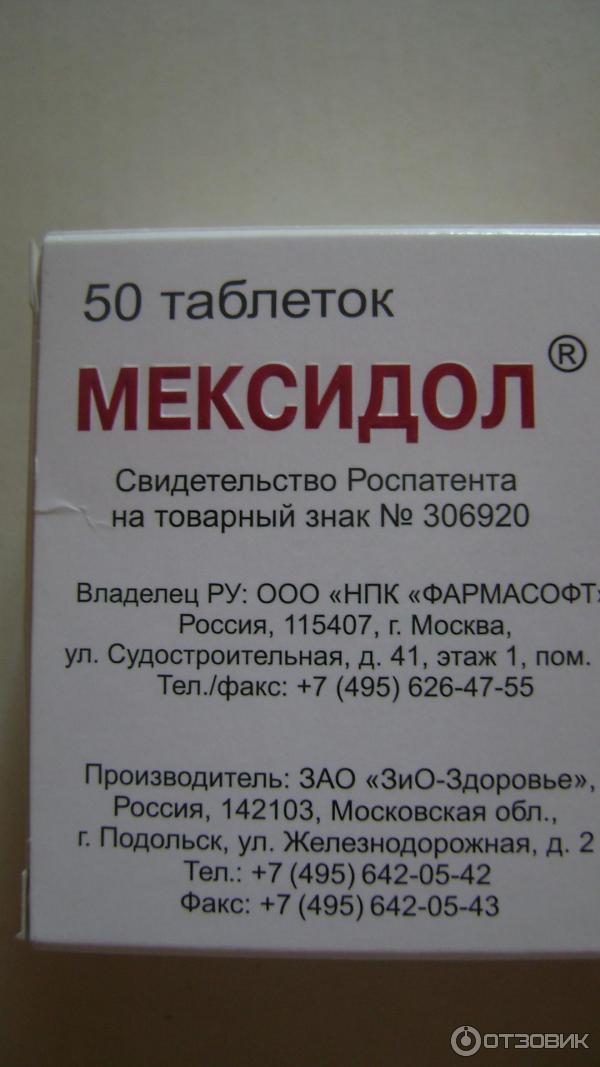 50 таблеток
МЕКСИДОЛ®
Свидетельство Роспатента
на товарный знак № 306920
Владелец РУ: ООО «НПК «ФАРМАСОФТ»
Россия, 115407, г. Москва,
ул. Судостроительная, д. 41, этаж 1, пом.
Тел./факс: +7 (495) 626-47-55
Производитель: ЗАО «ЗиО-Здоровье»,
Россия, 142103, Московская обл.,
г. Подольск, ул. Железнодорожная, д. 2
Тел.: +7 (495) 642-05-42
Факс: +7 (495) 642-05-43
ОТЗОВИК